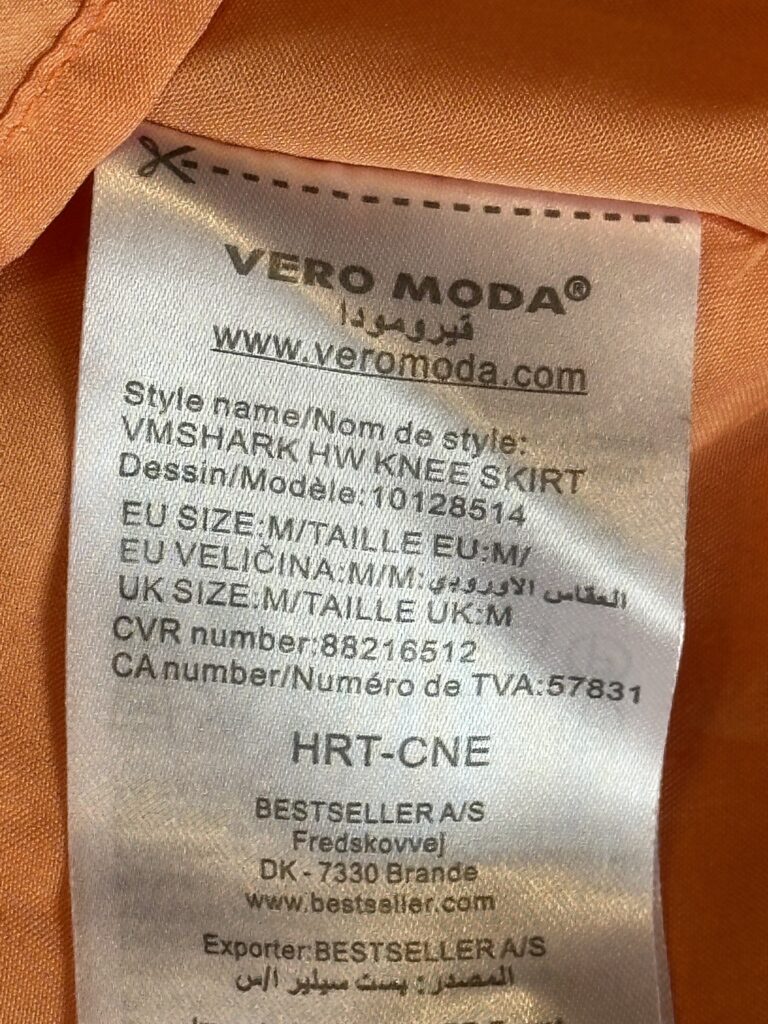 VERO MODA®
ڤيرومودا
www.veromoda.com
Style name/Nom de style:
VMSHARK HW KNEE SKIRT
Dessin/Modèle:10128514
EU SIZE:M/TAILLE EU:M/
EU VELIČINA:M/M:المقاس الاوروبي
UK SIZE:M/TAILLE UK:M
CVR number:88216512
CA number/Numéro de TVA:57831
HRT-CNE
BESTSELLER A/S
Fredskovvej
DK - 7330 Brande
www.bestseller.com
Exporter:BESTSELLER A/S
المصدر: بست سيلير ا/س